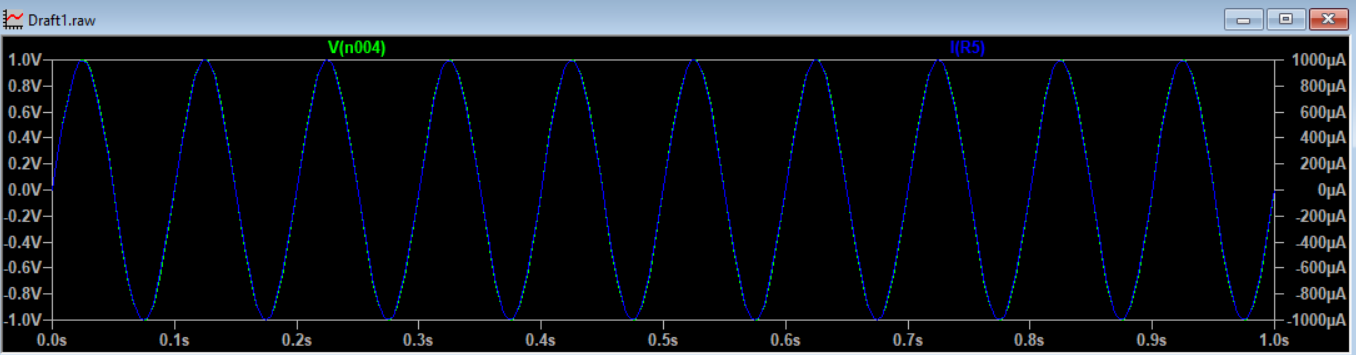 Draft1.raw
V(n004) I(R5)
1.0V 1000µA
0.8V 800µA
0.6V 600µA
0.4V 400µA
0.2V 200µA
0.0V 0µA
-0.2V -200µA
-0.4V -400µA
-0.6V -600µA
-0.8V -800µA
-1.0V -1000µA
0.0s 0.1s 0.2s 0.3s 0.4s 0.5s 0.6s 0.7s 0.8s 0.9s 1.0s